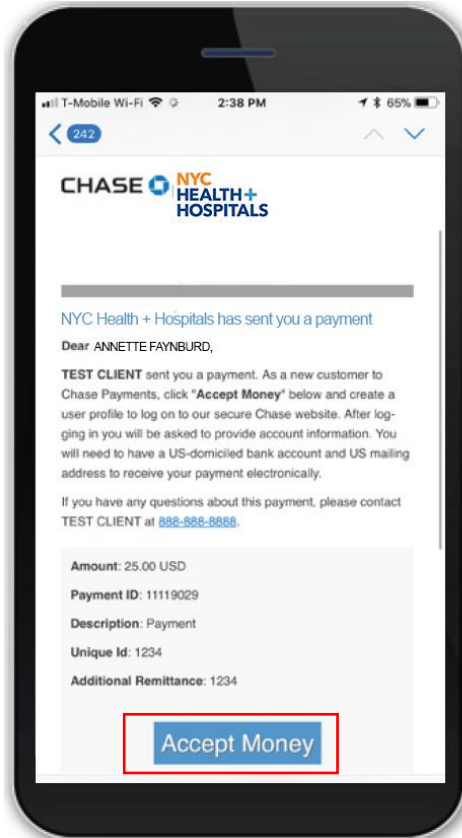 T-Mobile Wi-Fi 2:38 PM 65%
242
CHASE NYC
HEALTH+
HOSPITALS
NYC Health + Hospitals has sent you a payment
Dear ANNETTE FAYNBURD,
TEST CLIENT sent you a payment. As a new customer to
Chase Payments, click "Accept Money" below and create a
user profile to log on to our secure Chase website. After log-
ging in you will be asked to provide account information. You
will need to have a US-domiciled bank account and US mailing
address to receive your payment electronically.
If you have any questions about this payment, please contact
TEST CLIENT at 888-888-8888.
Amount: 25.00 USD
Payment ID: 11119029
Description: Payment
Unique Id: 1234
Additional Remittance: 1234
Accept Money